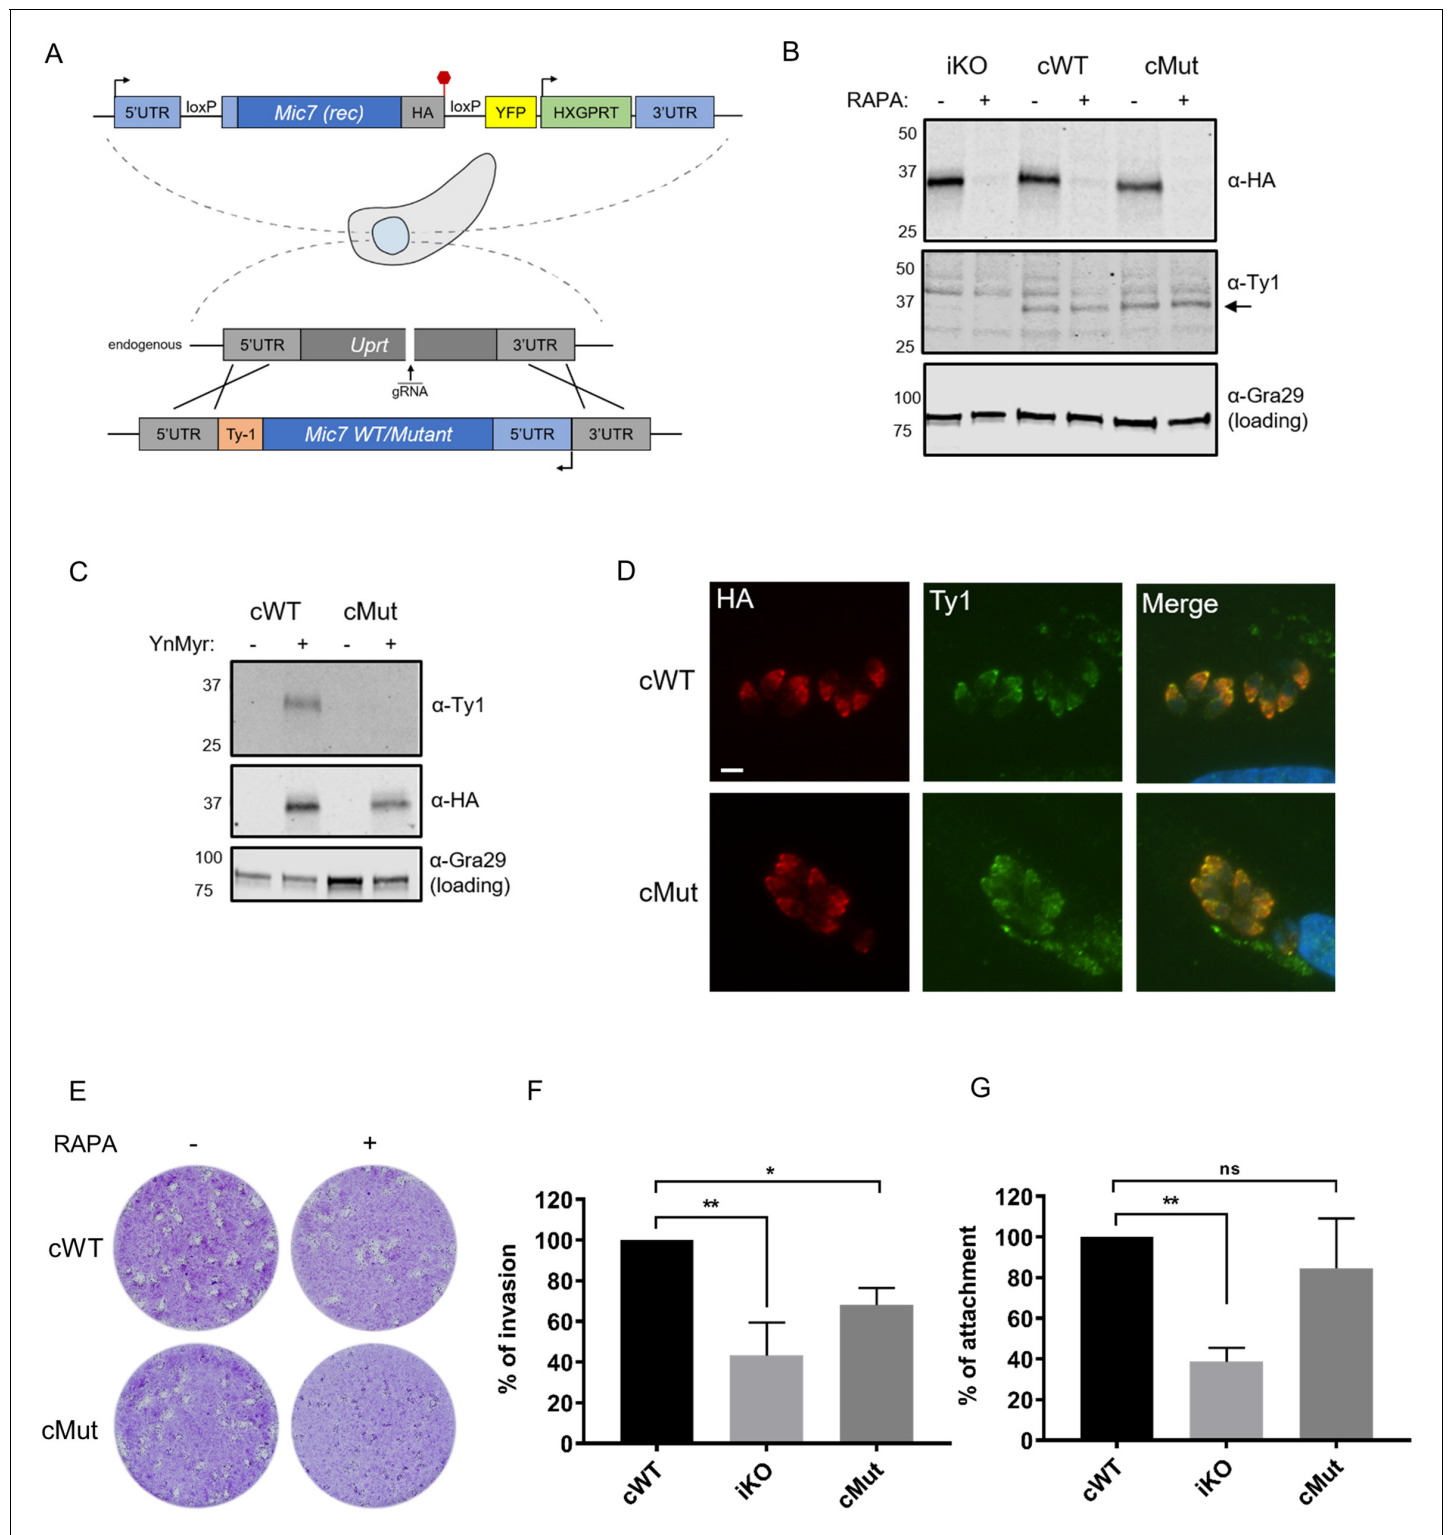 A
5'UTR loxP Mic7 (rec) HA loxP YFP HXGPRT 3'UTR
endogenous 5'UTR Uprt 3'UTR
gRNA
5'UTR Ty-1 Mic7 WT/Mutant 5'UTR 3'UTR
B
iKO cWT cMut
RAPA: - + - + - +
50
37
25
α-HA
50
37
25
α-Ty1
100
75
α-Gra29
(loading)
C
cWT cMut
YnMyr: - + - +
37
25
α-Ty1
37
α-HA
100
75
α-Gra29
(loading)
D
HA Ty1 Merge
cWT
cMut
E
RAPA - +
cWT
cMut
F
% of invasion
120
100
80
60
40
20
0
**
*
cWT iKO cMut
G
% of attachment
120
100
80
60
40
20
0
**
ns
cWT iKO cMut